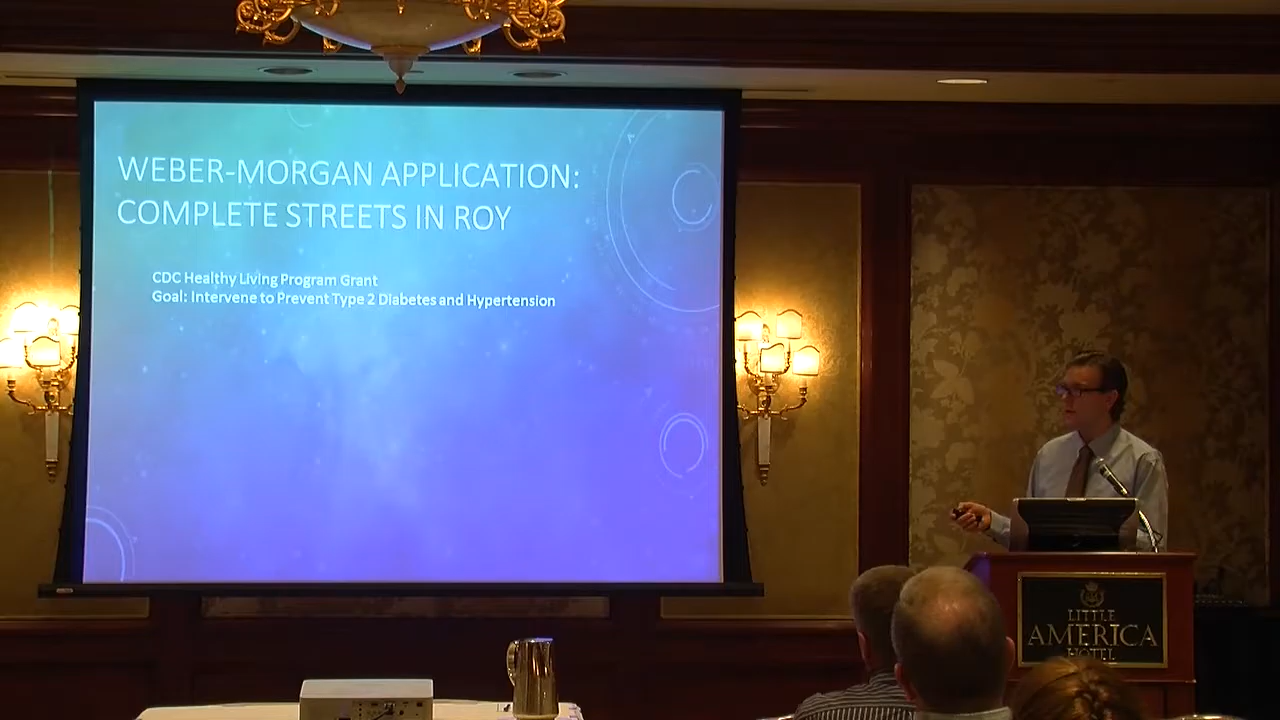 WEBER-MORGAN APPLICATION:
COMPLETE STREETS IN ROY
CDC Healthy Living Program Grant
Goal: Intervene to Prevent Type 2 Diabetes and Hypertension
LITTLE
AMERICA
HOTEL